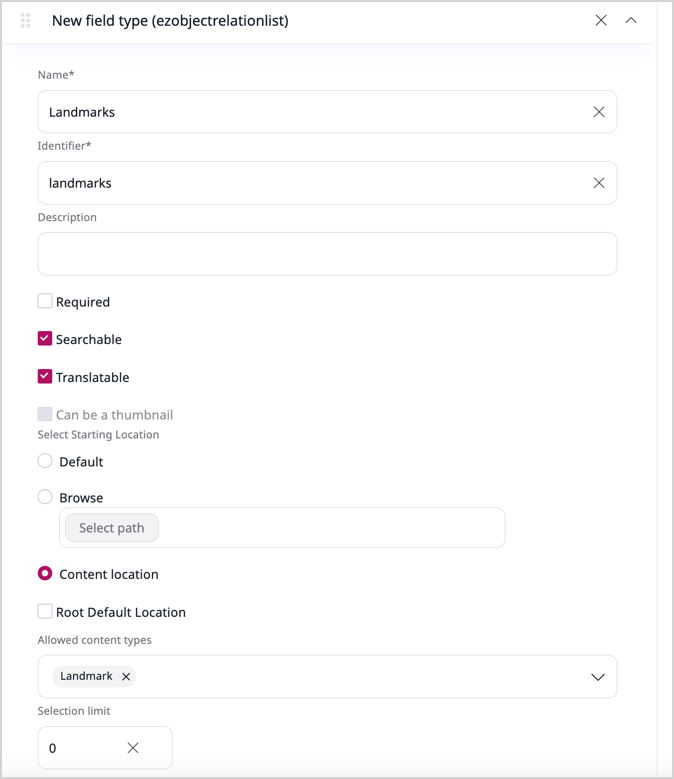 New field type (ezobjectrelationlist)
Name*
Landmarks
Identifier*
landmarks
Description
Required
Searchable
Translatable
Can be a thumbnail
Select Starting Location
Default
Browse
Select path
Content location
Root Default Location
Allowed content types
Landmark
Selection limit
0